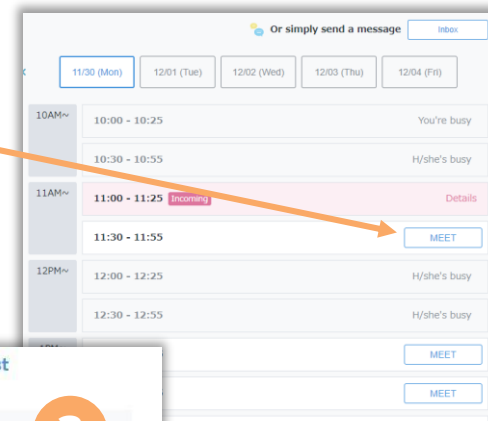 Or simply send a message Inbox
11/30 (Mon) 12/01 (Tue) 12/02 (Wed) 12/03 (Thu) 12/04 (Fri)
10AM~ 10:00 - 10:25 You're busy
10:30 - 10:55 H/she's busy
11AM~ 11:00 - 11:25 Incoming Details
11:30 - 11:55 MEET
12PM~ 12:00 - 12:25 H/she's busy
12:30 - 12:55 H/she's busy
MEET
MEET